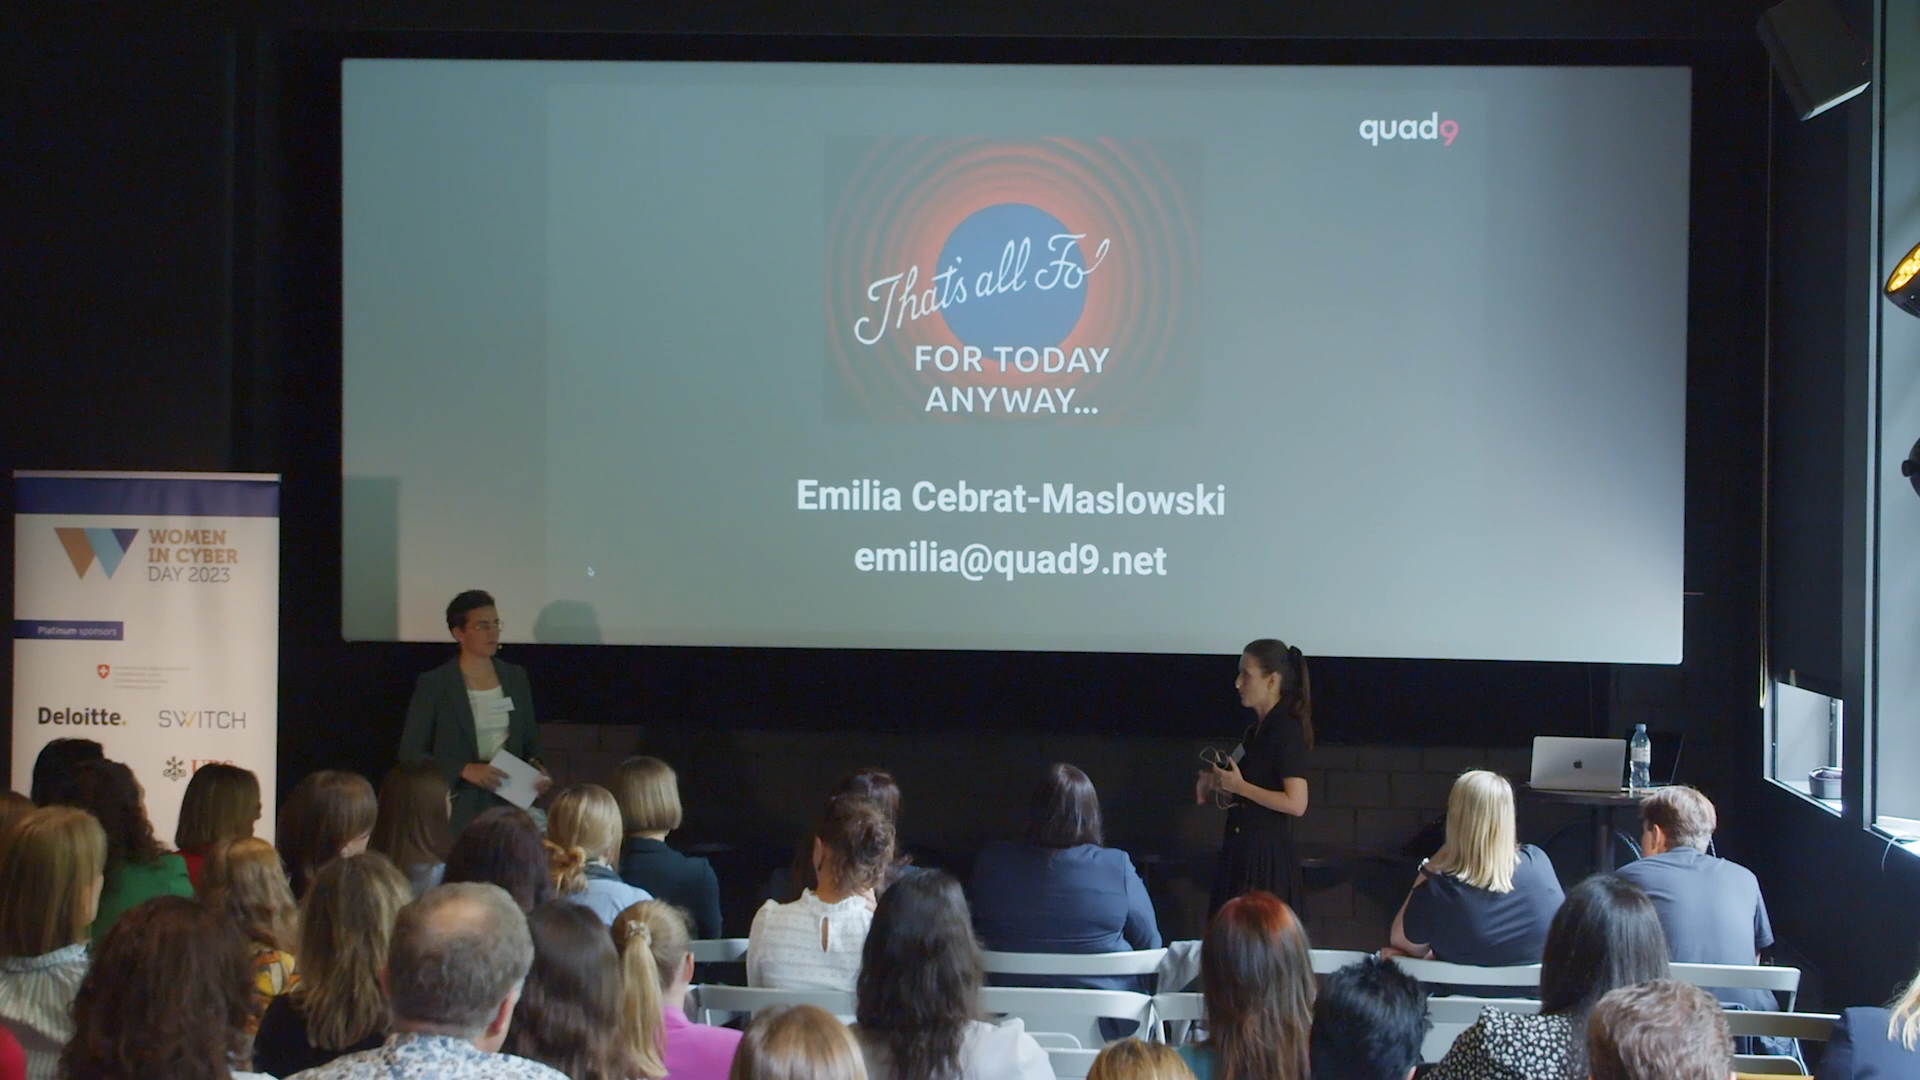 quad9
That's all Fo
FOR TODAY
ANYWAY...
Emilia Cebrat-Maslowski
emilia@quad9.net
WOMEN
IN CYBER
DAY 2023
Platinum sponsors
Deloitte.
SWITCH
UBS